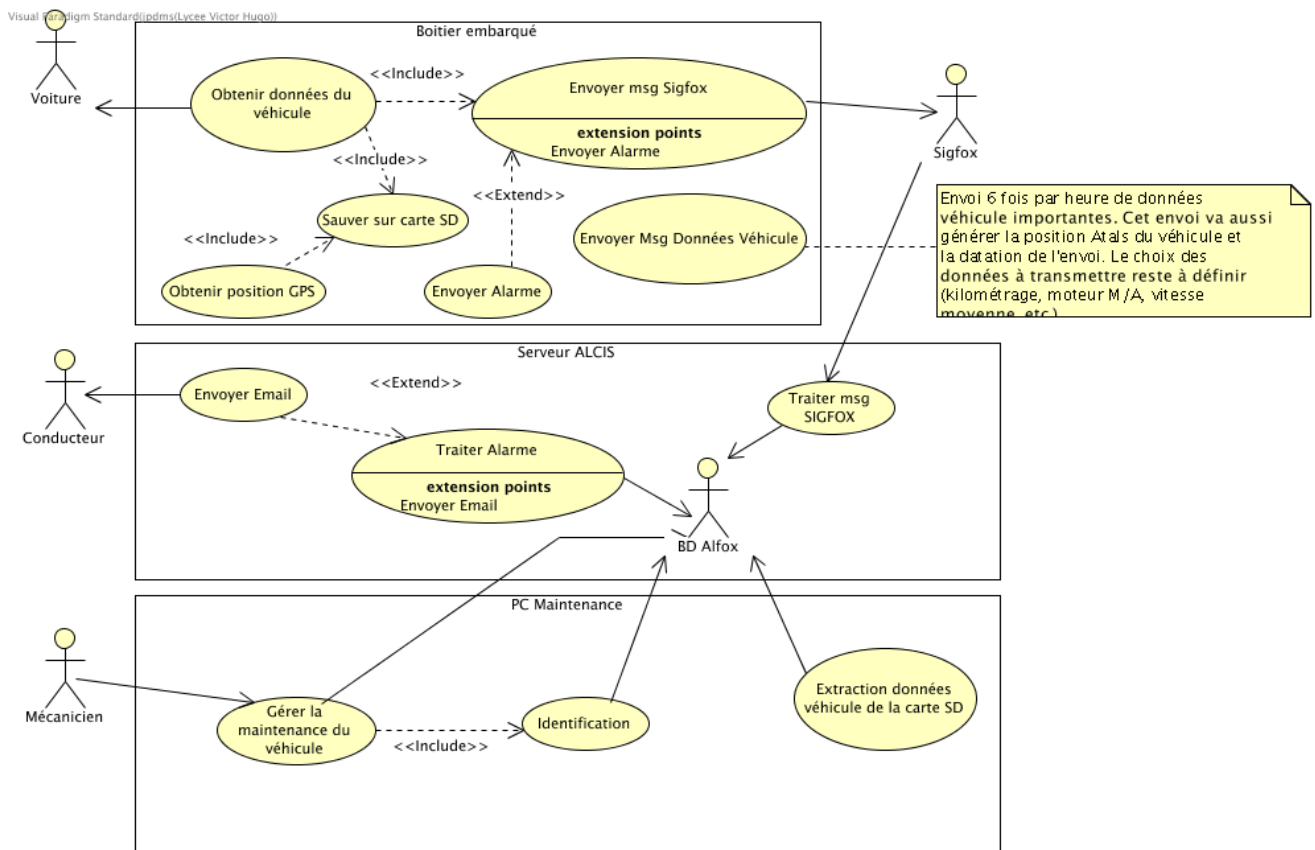 Visual Paradigm Standard(jpdms(Lycee Victor Hugo))
Boitier embarqué
Voiture
Obtenir données du
véhicule
<<Include>>
Envoyer msg Sigfox
extension points
Envoyer Alarme
Sigfox
<<Include>>
<<Extend>>
Sauver sur carte SD
<<Include>>
Obtenir position GPS
Envoyer Alarme
Envoyer Msg Données Véhicule
Envoi 6 fois par heure de données
véhicule importantes. Cet envoi va aussi
générer la position Atals du véhicule et
la datation de l'envoi. Le choix des
données à transmettre reste à définir
(kilométrage, moteur M/A, vitesse
moyenne, etc)
Serveur ALCIS
Conducteur
Envoyer Email
<<Extend>>
Traiter Alarme
extension points
Envoyer Email
Traiter msg
SIGFOX
BD Alfox
PC Maintenance
Mécanicien
Gérer la
maintenance du
véhicule
<<Include>>
Identification
Extraction données
véhicule de la carte SD